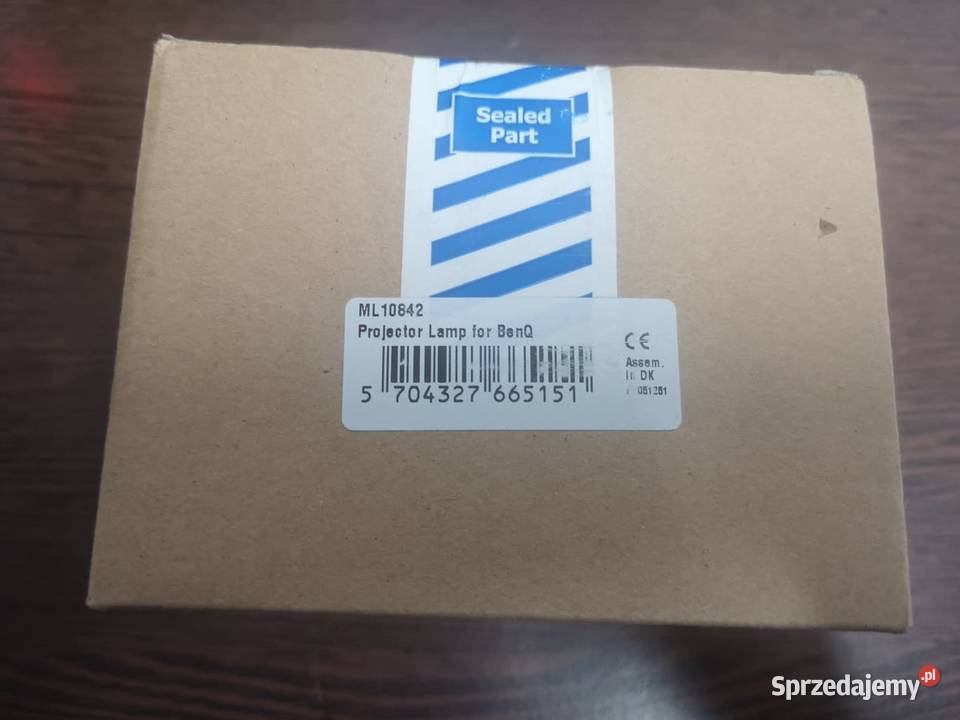 Sealed
Part
ML10842
Projector Lamp for BenQ
5 704327 665151
CE
Assem.
In DK
Sprzedajemy.pl